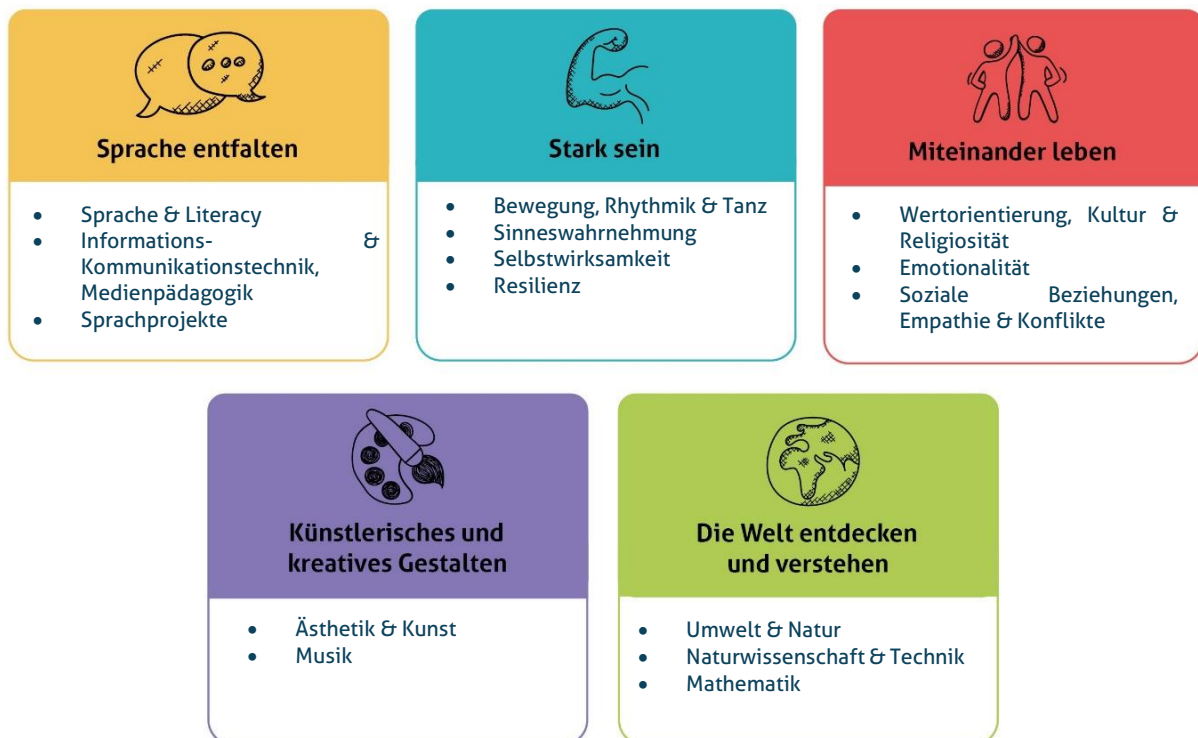 Sprache entfalten
• Sprache & Literacy
• Informations- &
Kommunikationstechnik,
Medienpädagogik
• Sprachprojekte
Stark sein
• Bewegung, Rhythmik & Tanz
• Sinneswahrnehmung
• Selbstwirksamkeit
• Resilienz
Miteinander leben
• Wertorientierung, Kultur &
Religiosität
• Emotionalität
• Soziale Beziehungen,
Empathie & Konflikte
Künstlerisches und
kreatives Gestalten
• Ästhetik & Kunst
• Musik
Die Welt entdecken
und verstehen
• Umwelt & Natur
• Naturwissenschaft & Technik
• Mathematik